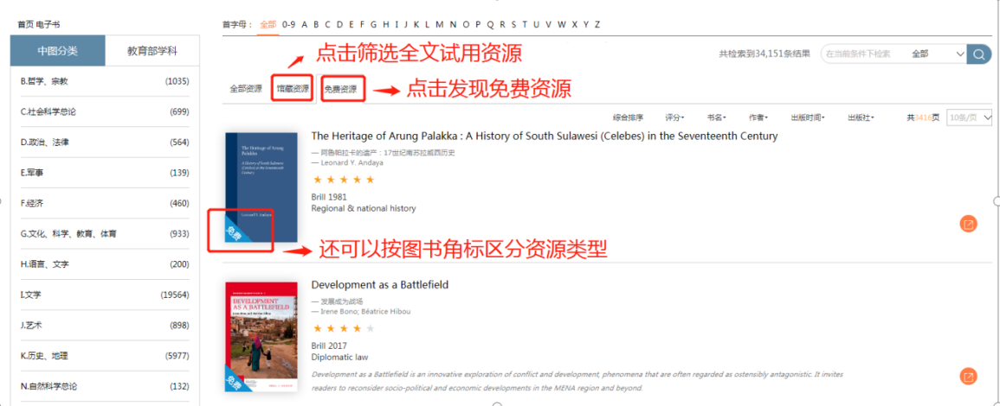 首页 电子书
首字母： 全部 0-9 A B C D E F G H I J K L M N O P Q R S T U V W X Y Z
中图分类 教育部学科
点击筛选全文试用资源
共检索到34,151条结果 在当前条件下检索 全部
B.哲学、宗教 (1035)
全部资源 馆藏资源 免费资源 点击发现免费资源
C.社会科学总论 (699)
综合排序 评分 书名 作者 出版时间 出版社 共3416页 10条/页
D.政治、法律 (564)
E.军事 (139)
F.经济 (460)
G.文化、科学、教育、体育 (933)
H.语言、文字 (200)
I.文学 (19564)
J.艺术 (898)
K.历史、地理 (5977)
N.自然科学总论 (132)
The Heritage of Arung Palakka
A History of South Sulawesi (Celebes) in the Seventeenth Century
Leonard Y. Andaya
免费
The Heritage of Arung Palakka : A History of South Sulawesi (Celebes) in the Seventeenth Century
— 阿鲁帕拉卡的遗产：17世纪南苏拉威西历史
— Leonard Y. Andaya
Brill 1981
Regional & national history
还可以按图书角标区分资源类型
DEVELOPMENT
AS A BATTLEFIELD
免费
Development as a Battlefield
— 发展成为战场
— Irene Bono; Béatrice Hibou
Brill 2017
Diplomatic law
Development as a Battlefield is an innovative exploration of conflict and development, phenomena that are often regarded as ostensibly antagonistic. It invites
readers to reconsider socio-political and economic developments in the MENA region and beyond.